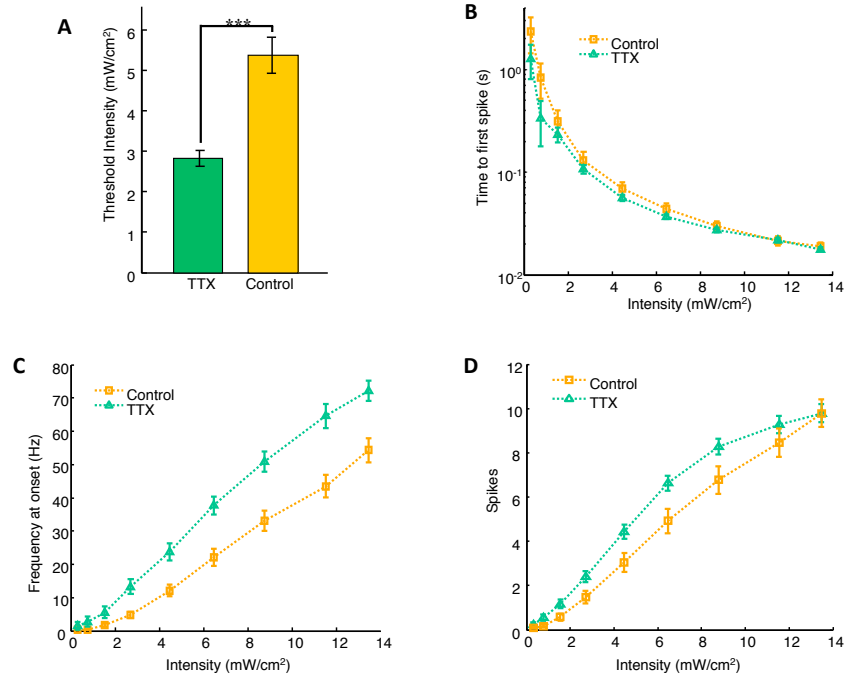 A
***
Threshold Intensity (mW/cm²)
6
5
4
3
2
1
0
TTX
Control
B
Control
TTX
Time to first spike (s)
10⁰
10⁻¹
10⁻²
0 2 4 6 8 10 12 14
Intensity (mW/cm²)
C
Control
TTX
Frequency at onset (Hz)
80
70
60
50
40
30
20
10
0
0 2 4 6 8 10 12 14
Intensity (mW/cm²)
D
Control
TTX
Spikes
12
10
8
6
4
2
0
0 2 4 6 8 10 12 14
Intensity (mW/cm²)